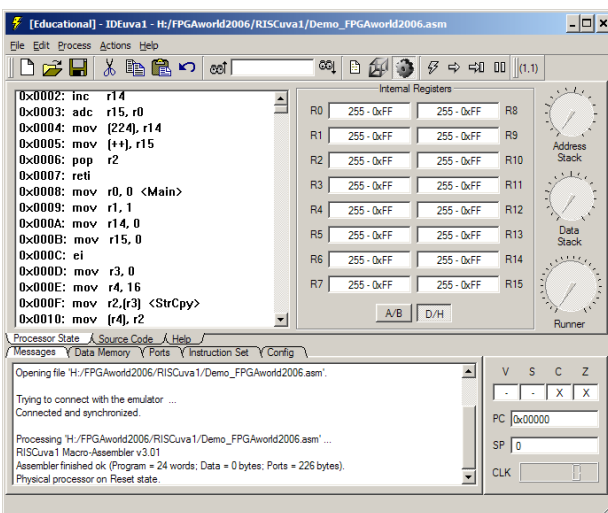 [Educational] - IDEuva1 - H:/FPGAworld2006/RISCuva1/Demo_FPGAworld2006.asm
File Edit Process Actions Help
(1,1)
0x0002: inc r14
0x0003: adc r15, r0
0x0004: mov (224), r14
0x0005: mov (++), r15
0x0006: pop r2
0x0007: reti
0x0008: mov r0, 0 <Main>
0x0009: mov r1, 1
0x000A: mov r14, 0
0x000B: mov r15, 0
0x000C: ei
0x000D: mov r3, 0
0x000E: mov r4, 16
0x000F: mov r2,(r3) <StrCpy>
0x0010: mov (r4), r2
Internal Registers
R0 255 - 0xFF 255 - 0xFF R8
R1 255 - 0xFF 255 - 0xFF R9
R2 255 - 0xFF 255 - 0xFF R10
R3 255 - 0xFF 255 - 0xFF R11
R4 255 - 0xFF 255 - 0xFF R12
R5 255 - 0xFF 255 - 0xFF R13
R6 255 - 0xFF 255 - 0xFF R14
R7 255 - 0xFF 255 - 0xFF R15
A/B D/H
Address
Stack
Data
Stack
Runner
Processor State Source Code Help
Messages Data Memory Ports Instruction Set Config
Opening file 'H:/FPGAworld2006/RISCuva1/Demo_FPGAworld2006.asm'.
Trying to connect with the emulator ...
Connected and synchronized.
Processing 'H:/FPGAworld2006/RISCuva1/Demo_FPGAworld2006.asm' ...
RISCuva1 Macro-Assembler v3.01
Assembler finished ok (Program = 24 words; Data = 0 bytes; Ports = 226 bytes).
Physical processor on Reset state.
V S C Z
- - X X
PC 0x00000
SP 0
CLK